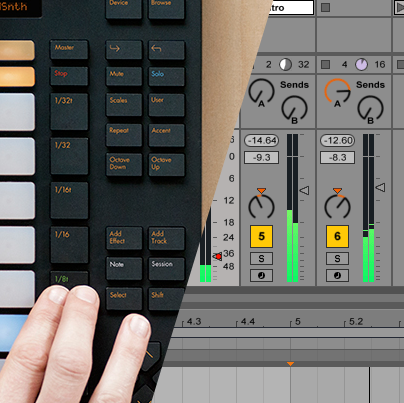 Device Browse
Master
Stop
Mute Solo
1/32t
Scales User
1/32
Repeat Accent
Octave Down Octave Up
1/16t
1/16
Add Effect Add Track
Note Session
1/8t
Select Shift
2 32 4 16
Sends Sends
A A
B B
-14.64 -12.60
0
-9.3 -8.3
6
12
18
24
36
48
5 6
S S
4.3 4.4 5 5.2